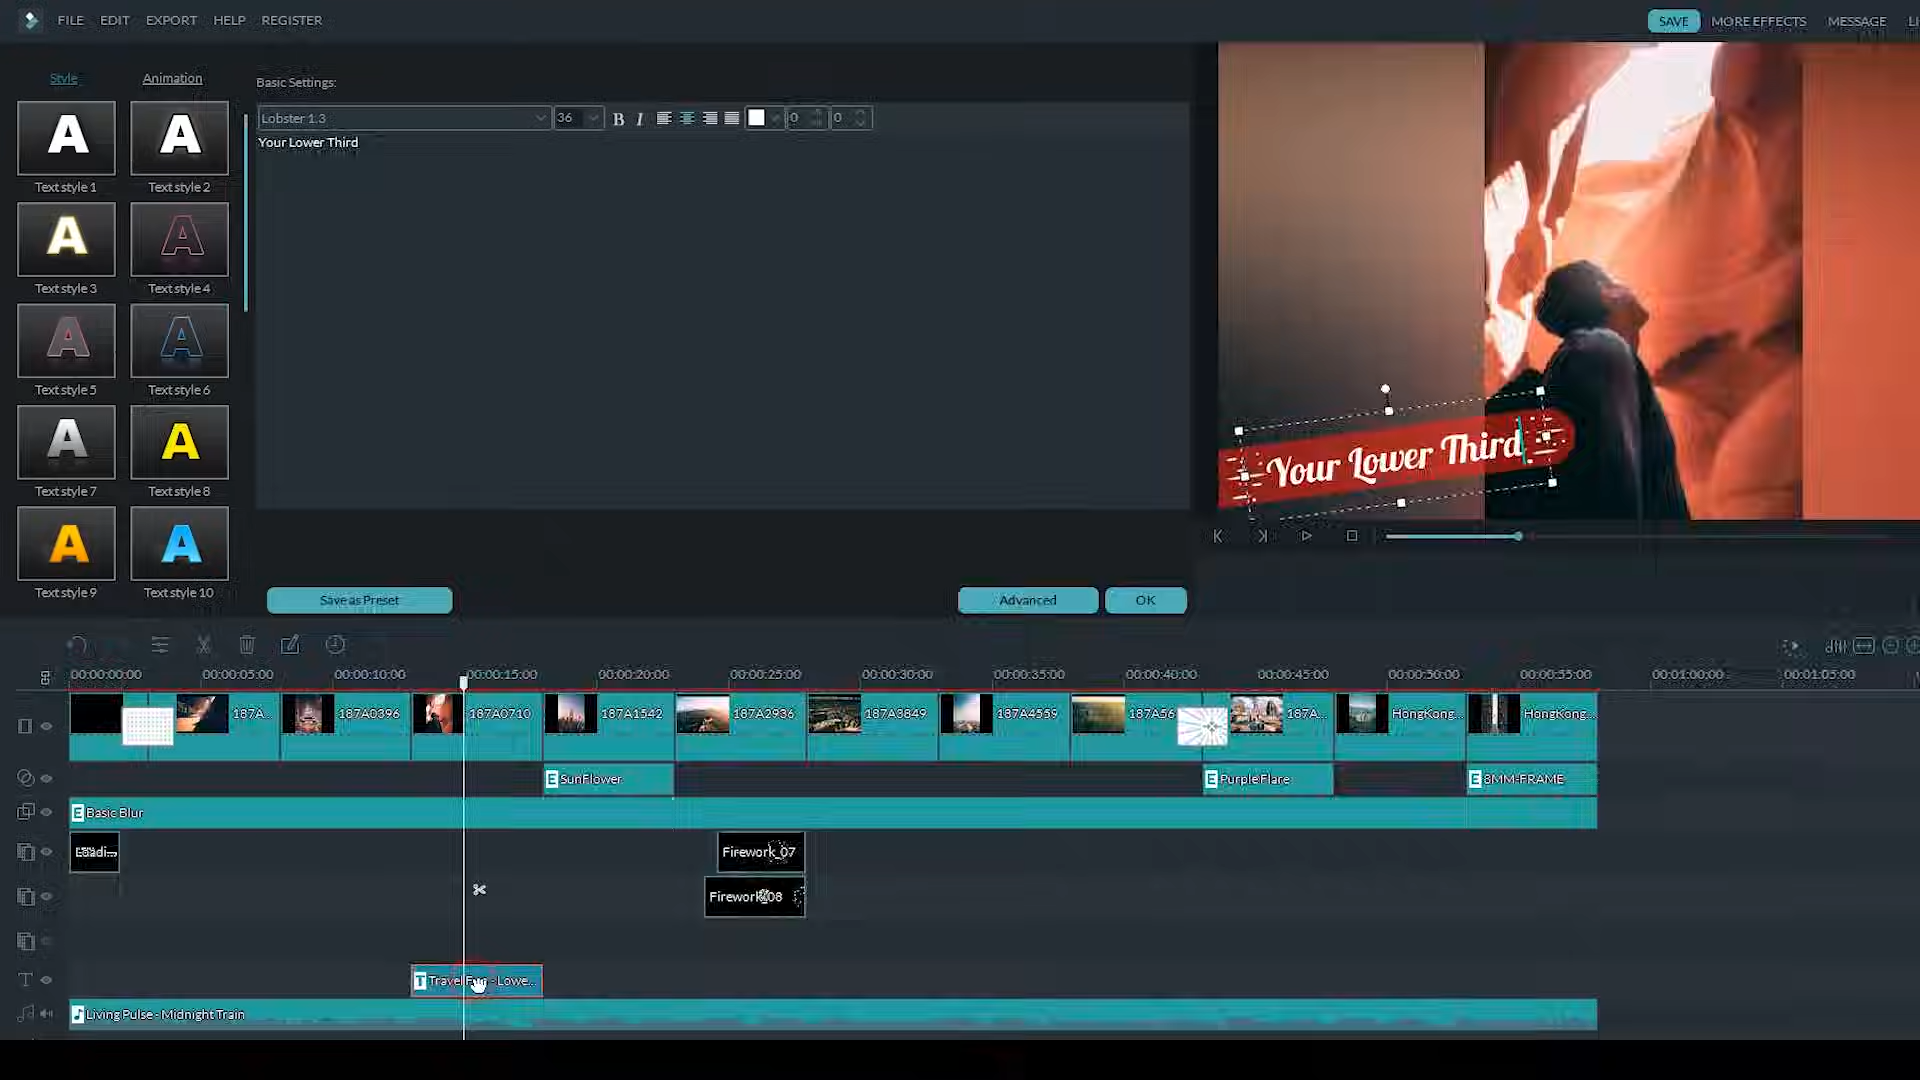 FILE EDIT EXPORT HELP REGISTER
SAVE MORE EFFECTS MESSAGE
Style Animation
Basic Settings:
Lobster 1.3 36 B I 0 0
Your Lower Third
A A
Text style 1 Text style 2
A A
Text style 3 Text style 4
A A
Text style 5 Text style 6
A A
Text style 7 Text style 8
A A
Text style 9 Text style 10
Your Lower Third
Save as Preset Advanced OK
00:00:00:00 00:00:05:00 00:00:10:00 00:00:15:00 00:00:20:00 00:00:25:00 00:00:30:00 00:00:35:00 00:00:40:00 00:00:45:00 00:00:50:00 00:00:55:00 00:01:00:00 00:01:05:00
187A... 187A0396 187A0710 187A1542 187A2936 187A3849 187A4559 187A56 187A... HongKong... HongKong...
E SunFlower E Purple Flare E 8MM-FRAME
E Basic Blur
Firework_07
Firework_08
T Travel - Lowe...
Living Pulse - Midnight Train